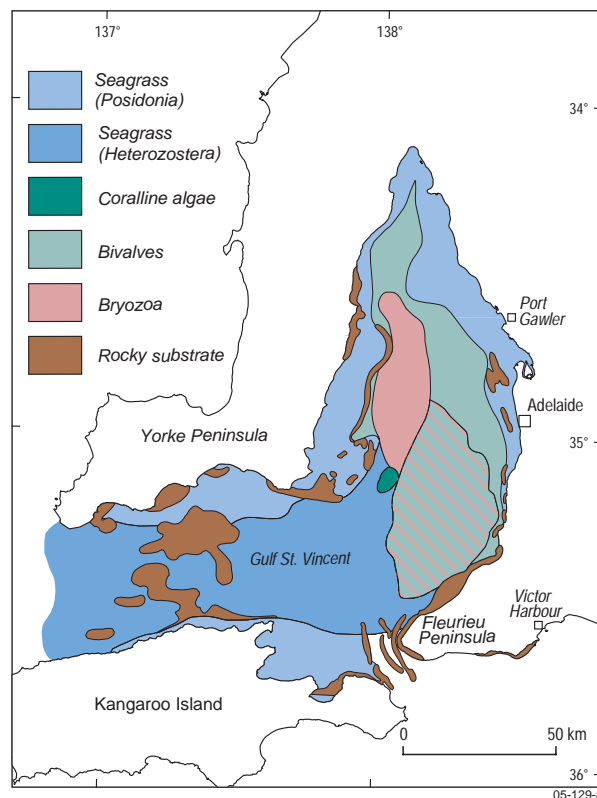 137°
138°
Seagrass
(Posidonia)
34°
Seagrass
(Heterozostera)
Coralline algae
Bivalves
Bryozoa
Port
Gawler
Rocky substrate
Adelaide
Yorke Peninsula
35°
Gulf St. Vincent
Victor
Harbour
Fleurieu
Peninsula
Kangaroo Island
0
50 km
36°